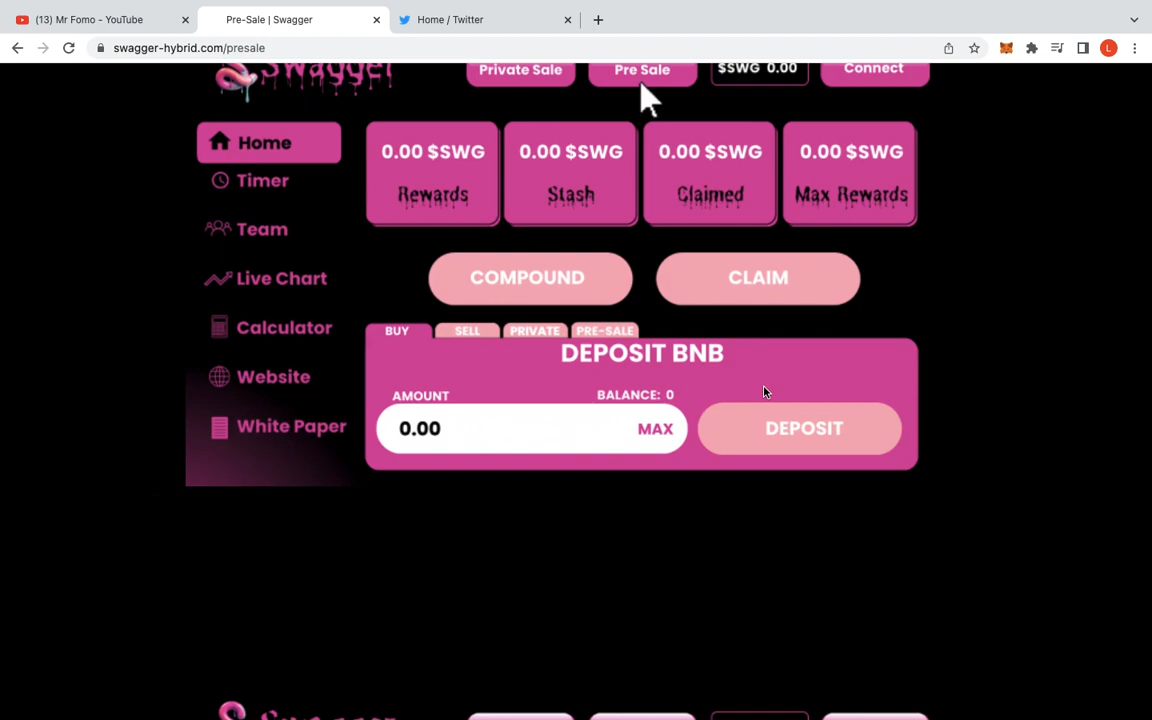 (13) Mr Fomo - YouTube
Pre-Sale | Swagger
Home / Twitter
swagger-hybrid.com/presale
L
Swagger
Private Sale
Pre Sale
$SWG 0.00
Connect
Home
Timer
Team
Live Chart
Calculator
Website
White Paper
0.00 $SWG
Rewards
0.00 $SWG
Stash
0.00 $SWG
Claimed
0.00 $SWG
Max Rewards
COMPOUND
CLAIM
BUY
SELL
PRIVATE
PRE-SALE
DEPOSIT BNB
AMOUNT
BALANCE: 0
0.00
MAX
DEPOSIT